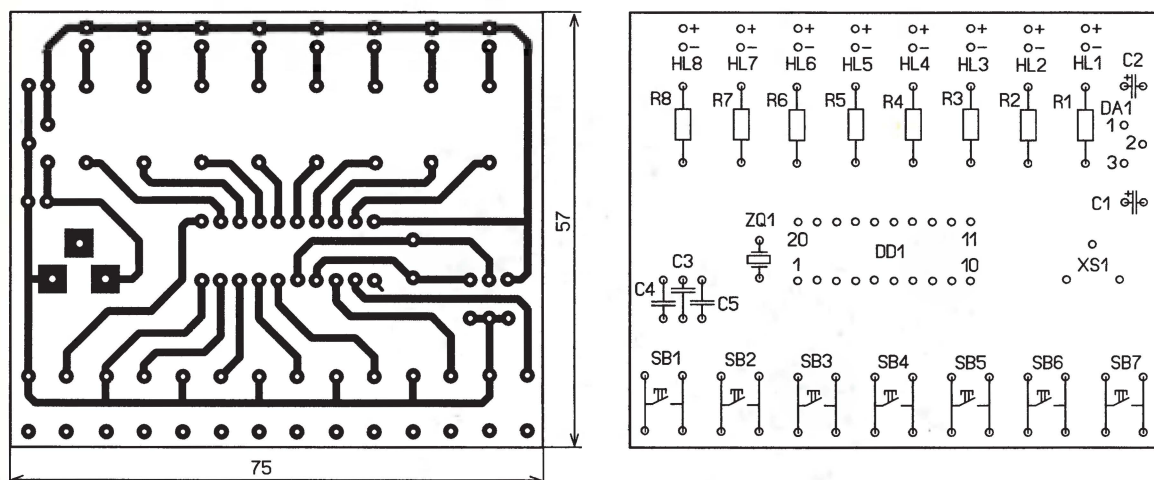 57
75
+ + + + + + + +
- - - - - - - -
HL8 HL7 HL6 HL5 HL4 HL3 HL2 HL1 C2
+
R8 R7 R6 R5 R4 R3 R2 R1 DA1
1
2
3
C1 +
ZQ1
20 11
DD1 XS1
1 10
C3
C4 C5
SB1 SB2 SB3 SB4 SB5 SB6 SB7